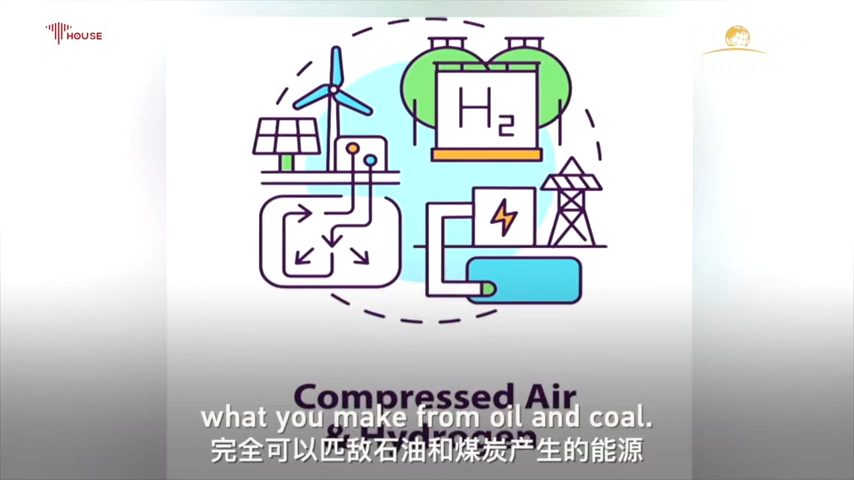 HOUSE
H2
Compressed Air
& Hydrogen
what you make from oil and coal.
完全可以匹敌石油和煤炭产生的能源